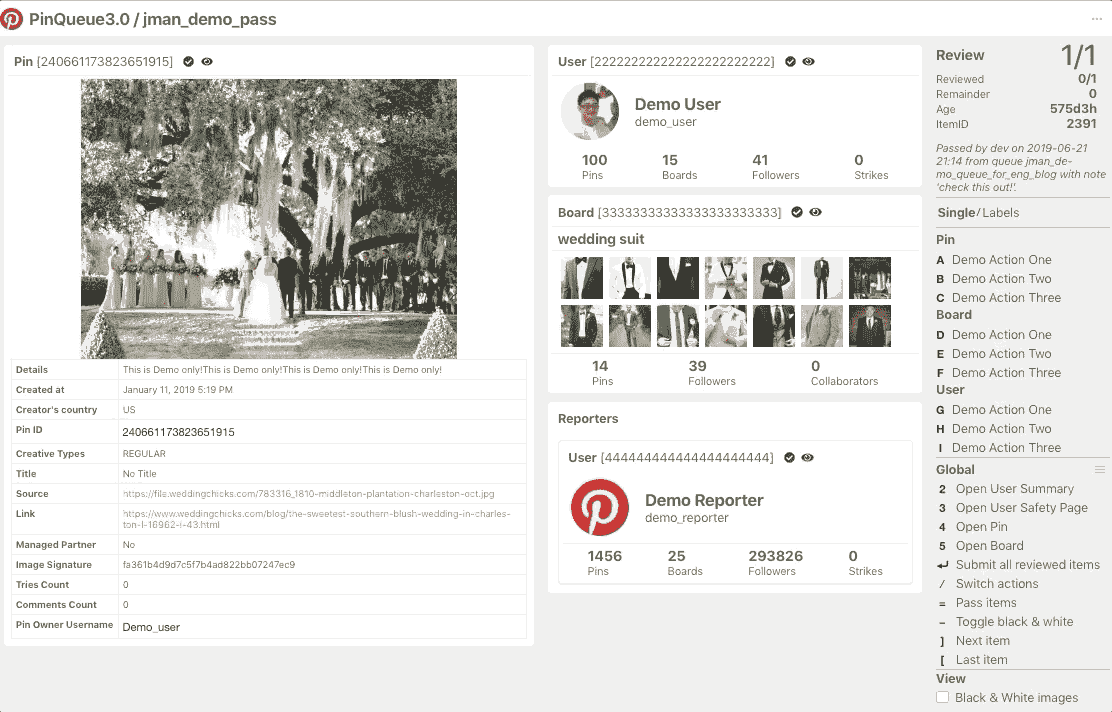 PinQueue3.0 / jman_demo_pass
Pin [240661173823651915]
Details This is Demo only!This is Demo only!This is Demo only!This is Demo only!
Created at January 11, 2019 5:19 PM
Creator's country US
Pin ID 240661173823651915
Creative Types REGULAR
Title No Title
Source https://file.weddingchicks.com/783316_1810-middleton-plantation-charleston-oct.jpg
Link https://www.weddingchicks.com/blog/the-sweetest-southern-blush-wedding-in-charles-
ton-l-16962-l-43.html
Managed Partner No
Image Signature fa361b4d9d7c5f7b4ad822bb07247ec9
Tries Count 0
Comments Count 0
Pin Owner Username Demo_user
User [222222222222222222222222]
Demo User
demo_user
100 15 41 0
Pins Boards Followers Strikes
Board [33333333333333333333333]
wedding suit
14 39 0
Pins Followers Collaborators
Reporters
User [444444444444444444444]
Demo Reporter
demo_reporter
1456 25 293826 0
Pins Boards Followers Strikes
Review 1/1
Reviewed 0/1
Remainder 0
Age 575d3h
ItemID 2391
Passed by dev on 2019-06-21
21:14 from queue jman_de-
mo_queue_for_eng_blog with note
'check this out!'.
Single/Labels
Pin
A Demo Action One
B Demo Action Two
C Demo Action Three
Board
D Demo Action One
E Demo Action Two
F Demo Action Three
User
G Demo Action One
H Demo Action Two
I Demo Action Three
Global
2 Open User Summary
3 Open User Safety Page
4 Open Pin
5 Open Board
↵ Submit all reviewed items
/ Switch actions
= Pass items
– Toggle black & white
] Next item
[ Last item
View
Black & White images